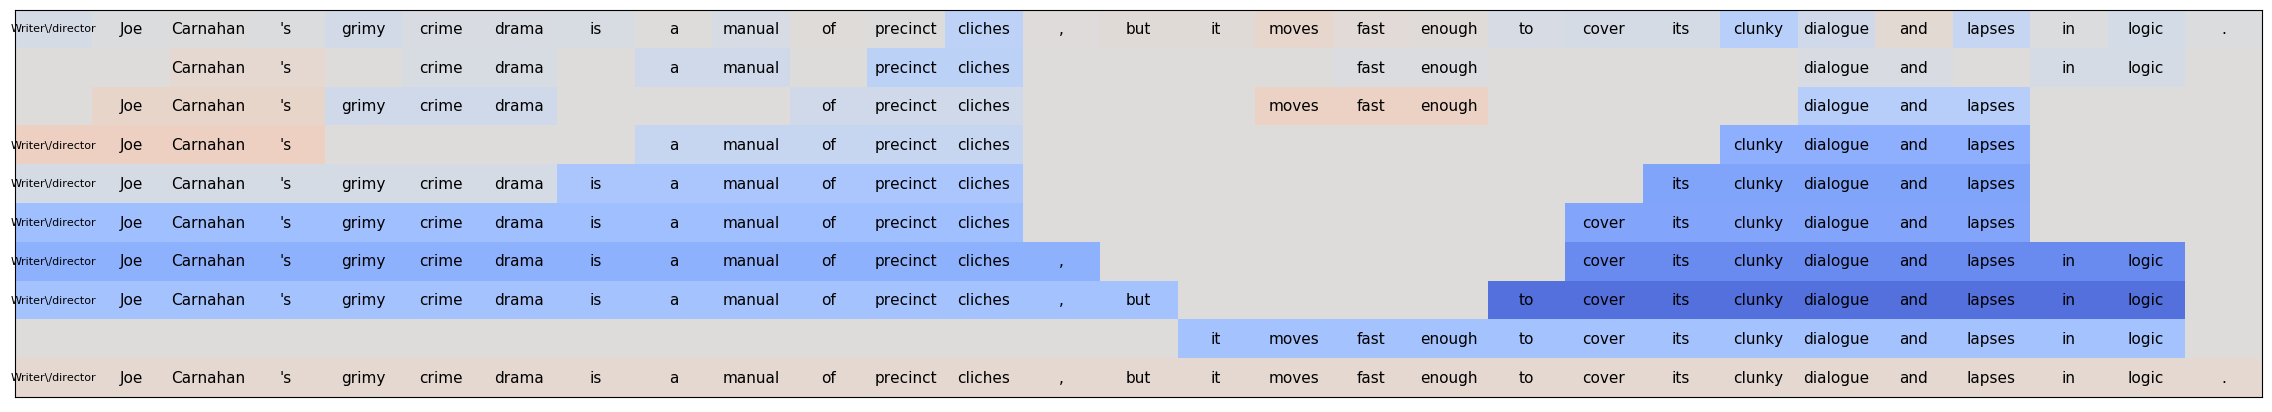 Writer\/director Joe Carnahan 's grimy crime drama is a manual of precinct cliches , but it moves fast enough to cover its clunky dialogue and lapses in logic .
Carnahan 's crime drama a manual precinct cliches fast enough dialogue and in logic
Joe Carnahan 's grimy crime drama of precinct cliches moves fast enough dialogue and lapses
Writer\/director Joe Carnahan 's a manual of precinct cliches clunky dialogue and lapses
Writer\/director Joe Carnahan 's grimy crime drama is a manual of precinct cliches its clunky dialogue and lapses
Writer\/director Joe Carnahan 's grimy crime drama is a manual of precinct cliches cover its clunky dialogue and lapses
Writer\/director Joe Carnahan 's grimy crime drama is a manual of precinct cliches , cover its clunky dialogue and lapses in logic
Writer\/director Joe Carnahan 's grimy crime drama is a manual of precinct cliches , but to cover its clunky dialogue and lapses in logic
it moves fast enough to cover its clunky dialogue and lapses in logic
Writer\/director Joe Carnahan 's grimy crime drama is a manual of precinct cliches , but it moves fast enough to cover its clunky dialogue and lapses in logic .